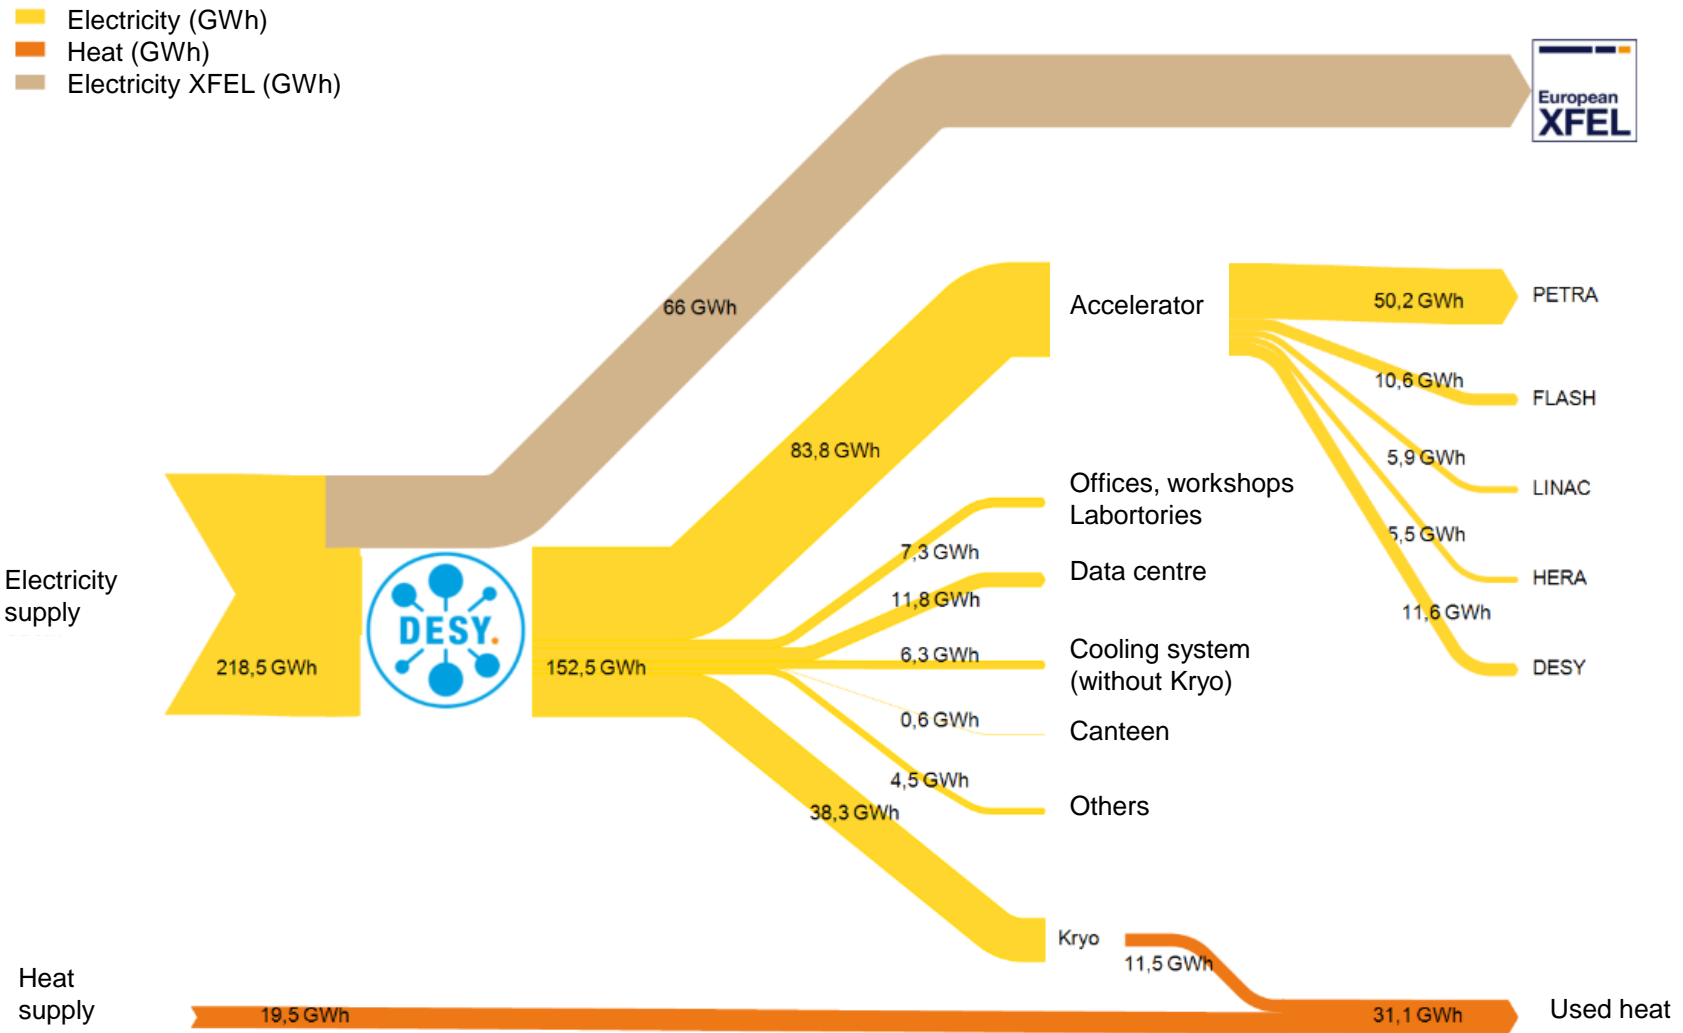 Electricity (GWh)
Heat (GWh)
Electricity XFEL (GWh)
European
XFEL
66 GWh
Accelerator
50,2 GWh
PETRA
10,6 GWh
FLASH
83,8 GWh
5,9 GWh
LINAC
Offices, workshops
Labortories
5,5 GWh
HERA
7,3 GWh
Data centre
11,8 GWh
11,6 GWh
DESY
Electricity
supply
DESY.
218,5 GWh
152,5 GWh
6,3 GWh
Cooling system
(without Kryo)
0,6 GWh
Canteen
4,5 GWh
Others
38,3 GWh
Kryo
11,5 GWh
Heat
supply
19,5 GWh
31,1 GWh
Used heat